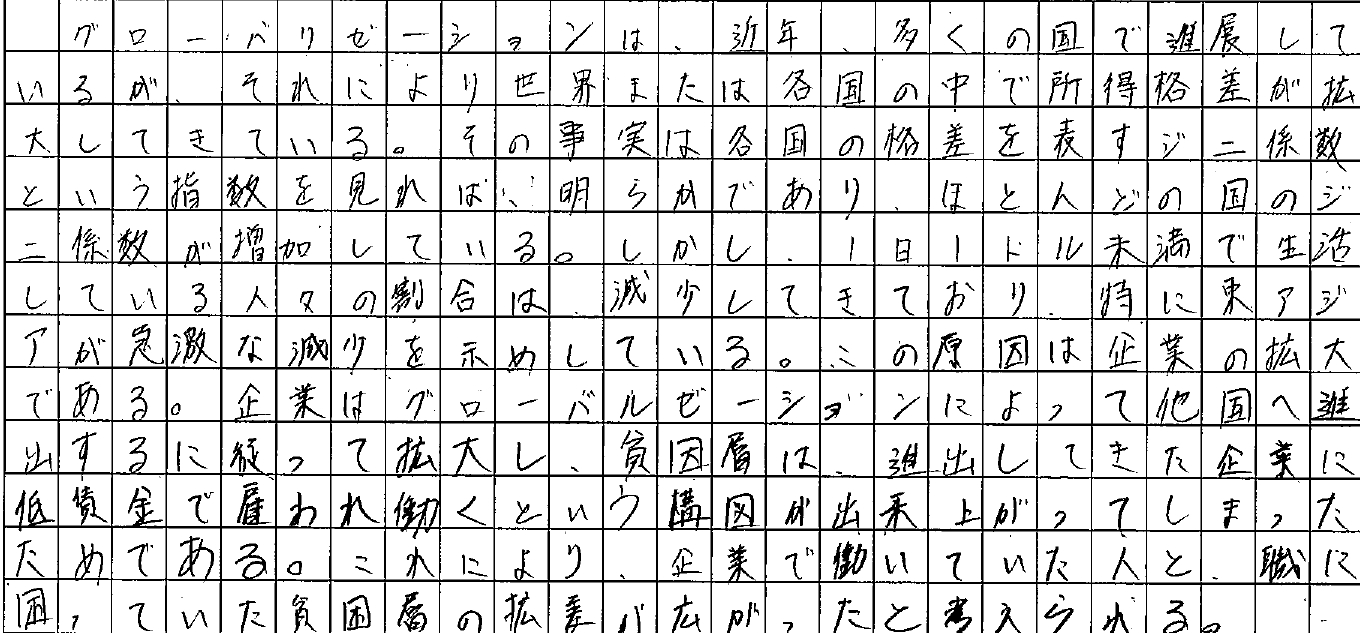 グローバリゼーションは、近年、多くの国で進展して
いるが、それにより世界または各国の中で所得格差が拡
大してきている。その事実は各国の格差を表すジニ係数
という指数を見れば、明らかであり、ほとんどの国のジ
ニ係数が増加している。しかし、1日1ドル未満で生活
している人々の割合は、減少してきており、特に東アジ
アが急激な減少を示めしている。この原因は企業の拡大
である。企業はグローバルゼーションによって他国へ進
出するに従って拡大し、貧困層は、進出してきた企業に
低賃金で雇われ働くという構図が出来上がってしまった
ためである。これにより、企業で働いていた人と、職に
困っていた貧困層の拡差が広がったと考えられる。